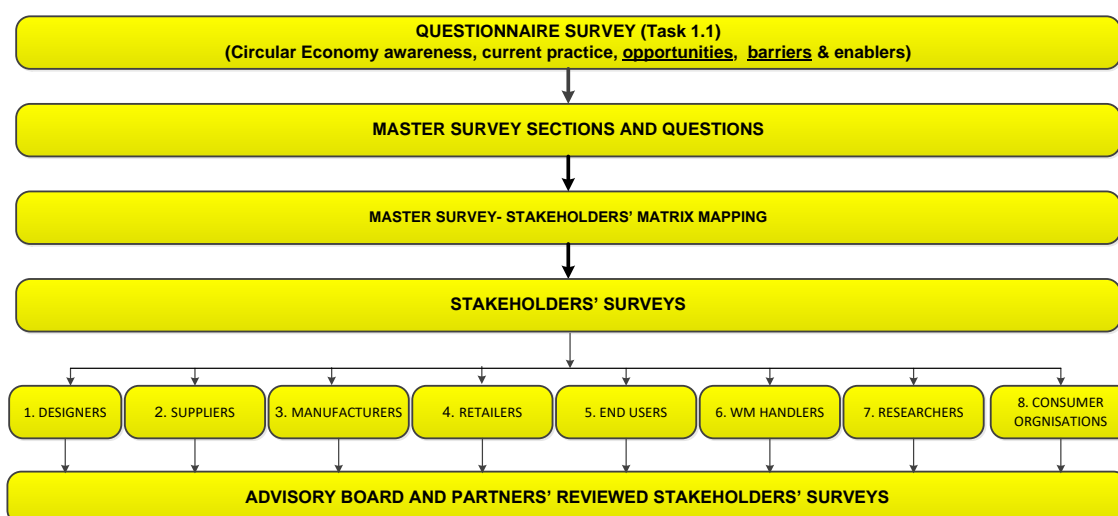 QUESTIONNAIRE SURVEY (Task 1.1)
(Circular Economy awareness, current practice, opportunities, barriers & enablers)
MASTER SURVEY SECTIONS AND QUESTIONS
MASTER SURVEY- STAKEHOLDERS' MATRIX MAPPING
STAKEHOLDERS' SURVEYS
1. DESIGNERS
2. SUPPLIERS
3. MANUFACTURERS
4. RETAILERS
5. END USERS
6. WM HANDLERS
7. RESEARCHERS
8. CONSUMER
ORGNISATIONS
ADVISORY BOARD AND PARTNERS' REVIEWED STAKEHOLDERS' SURVEYS